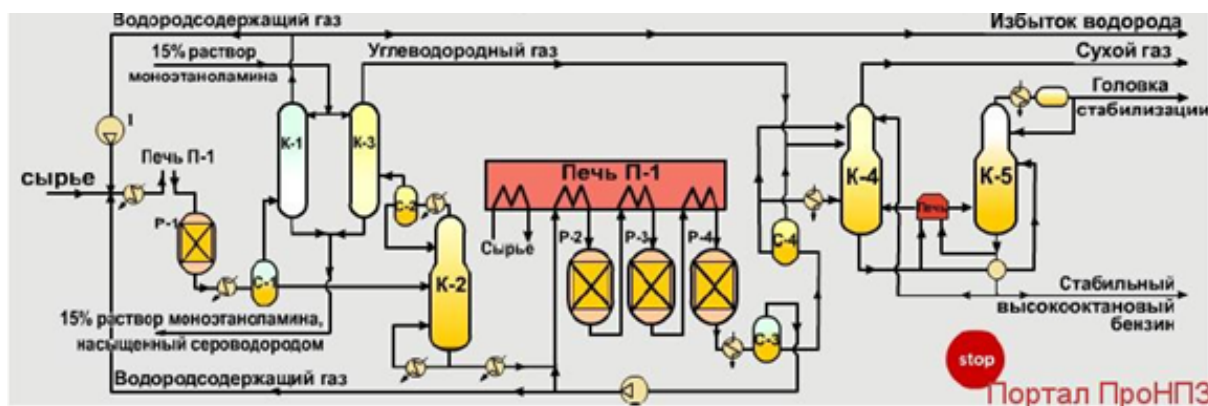 Водородсодержащий газ
Избыток водорода
15% раствор
моноэтаноламина
Углеводородный газ
Сухой газ
Головка
стабилизации
1
К-1
К-3
Печь П-1
сырье
Р-1
С-1
С-2
К-2
Печь П-1
Сырье
Р-2
Р-3
Р-4
С-4
С-3
К-4
Печь
К-5
15% раствор моноэтаноламина,
насыщенный сероводородом
Водородсодержащий газ
Стабильный
высокооктановый
бензин
stop
Портал ПроНПЗ